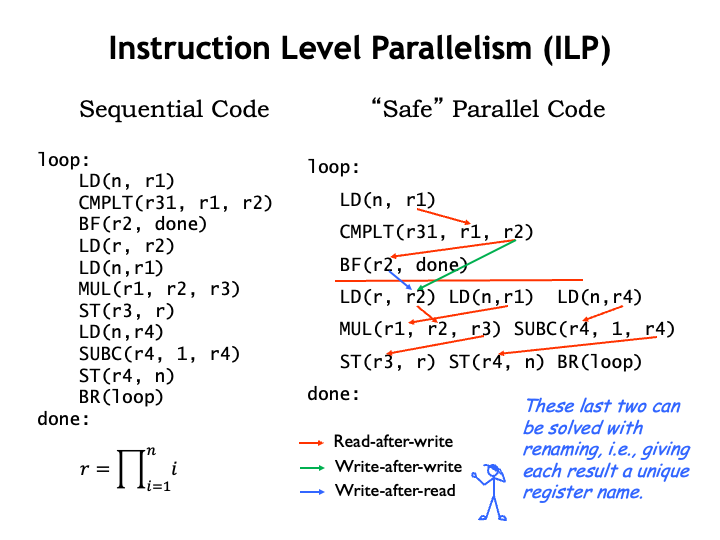 Instruction Level Parallelism (ILP)
Sequential Code
loop:
LD(n, r1)
CMPLT(r31, r1, r2)
BF(r2, done)
LD(r, r2)
LD(n,r1)
MUL(r1, r2, r3)
ST(r3, r)
LD(n,r4)
SUBC(r4, 1, r4)
ST(r4, n)
BR(loop)
done:
r = ∏ⁿᵢ₌₁ i
“Safe” Parallel Code
loop:
LD(n, r1)
CMPLT(r31, r1, r2)
BF(r2, done)
LD(r, r2) LD(n,r1) LD(n,r4)
MUL(r1, r2, r3) SUBC(r4, 1, r4)
ST(r3, r) ST(r4, n) BR(loop)
done:
Read-after-write
Write-after-write
Write-after-read
These last two can
be solved with
renaming, i.e., giving
each result a unique
register name.